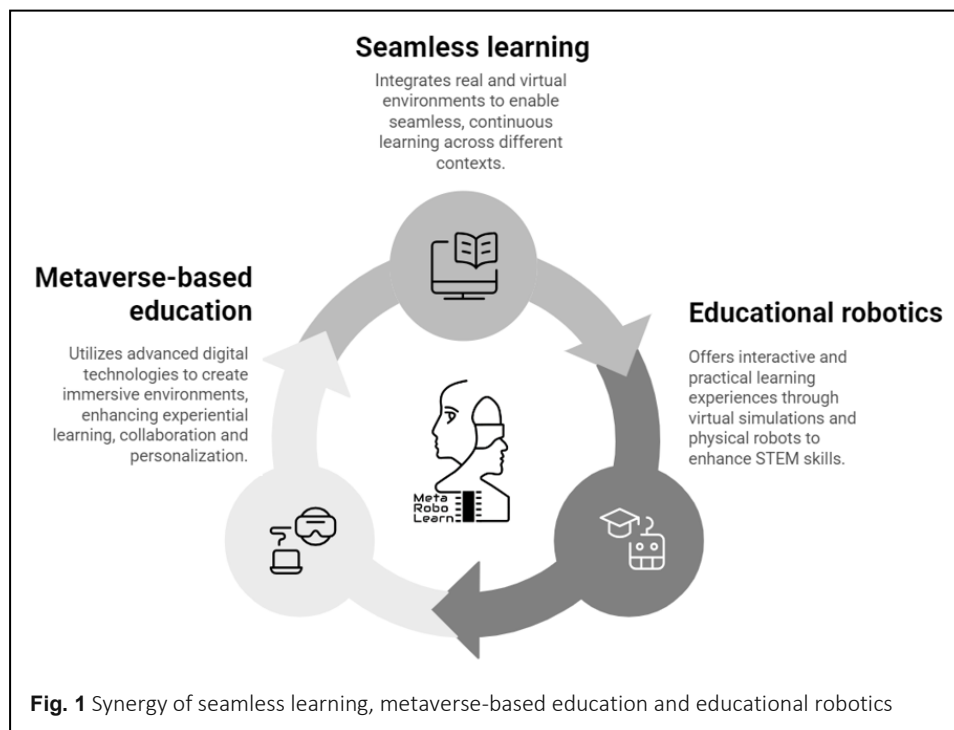 Seamless learning
Integrates real and virtual
environments to enable
seamless, continuous
learning across different
contexts.
Metaverse-based
education
Utilizes advanced digital
technologies to create
immersive environments,
enhancing experiential
learning, collaboration and
personalization.
Educational robotics
Offers interactive and
practical learning
experiences through
virtual simulations and
physical robots to
enhance STEM skills.
Meta
Robo
Learn
Fig. 1 Synergy of seamless learning, metaverse-based education and educational robotics